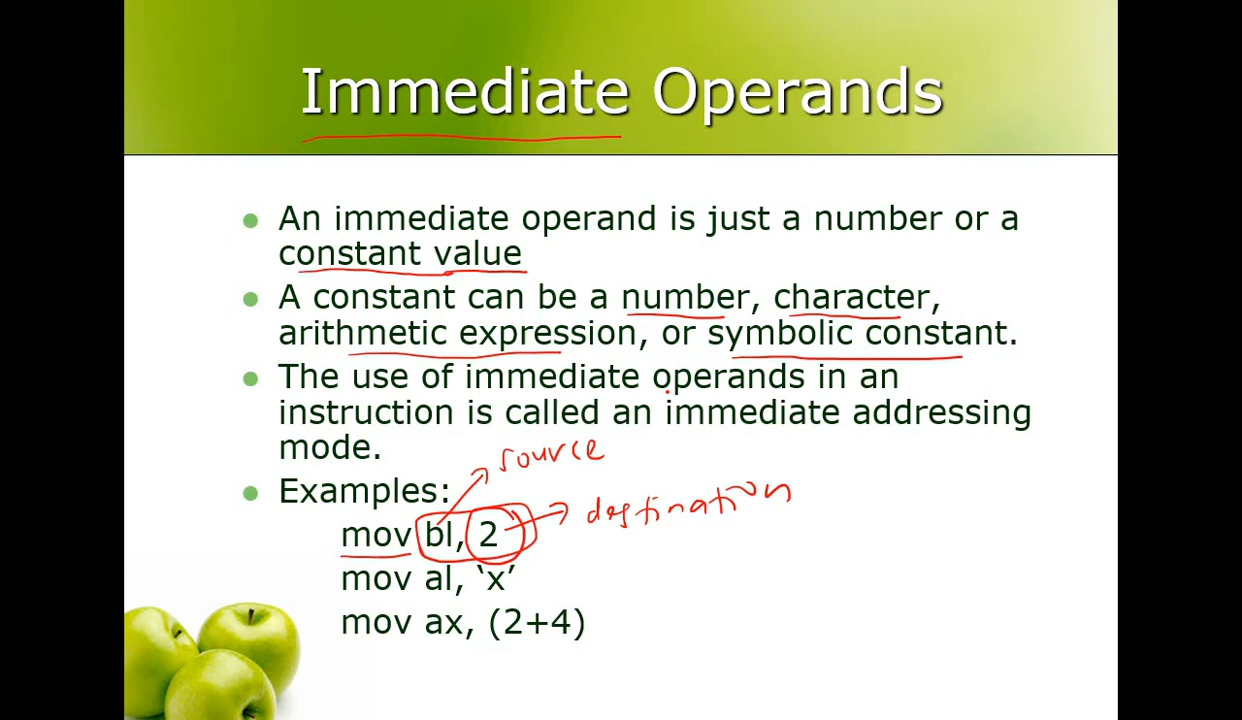 Immediate Operands
An immediate operand is just a number or a
constant value
A constant can be a number, character,
arithmetic expression, or symbolic constant.
The use of immediate operands in an
instruction is called an immediate addressing
mode.
source
Examples:
destination
mov bl, 2
mov al, ‘x’
mov ax, (2+4)